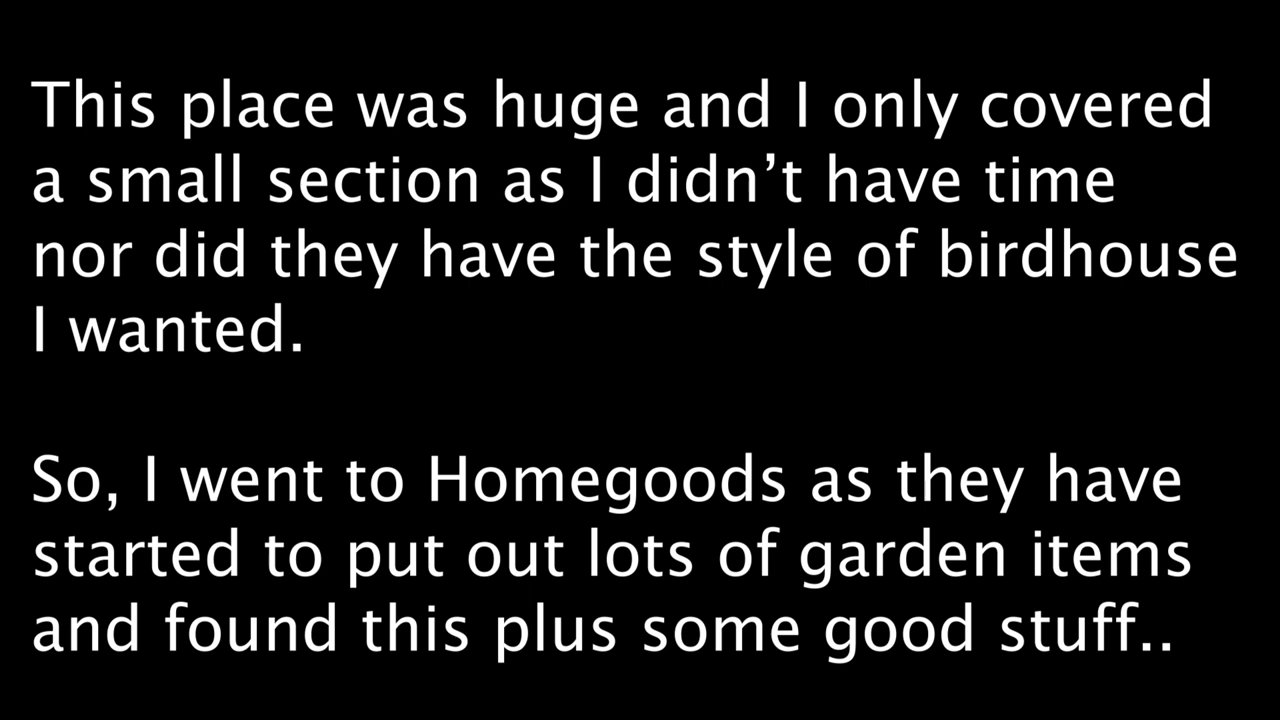 This place was huge and I only covered
a small section as I didn’t have time
nor did they have the style of birdhouse
I wanted.
So, I went to Homegoods as they have
started to put out lots of garden items
and found this plus some good stuff..